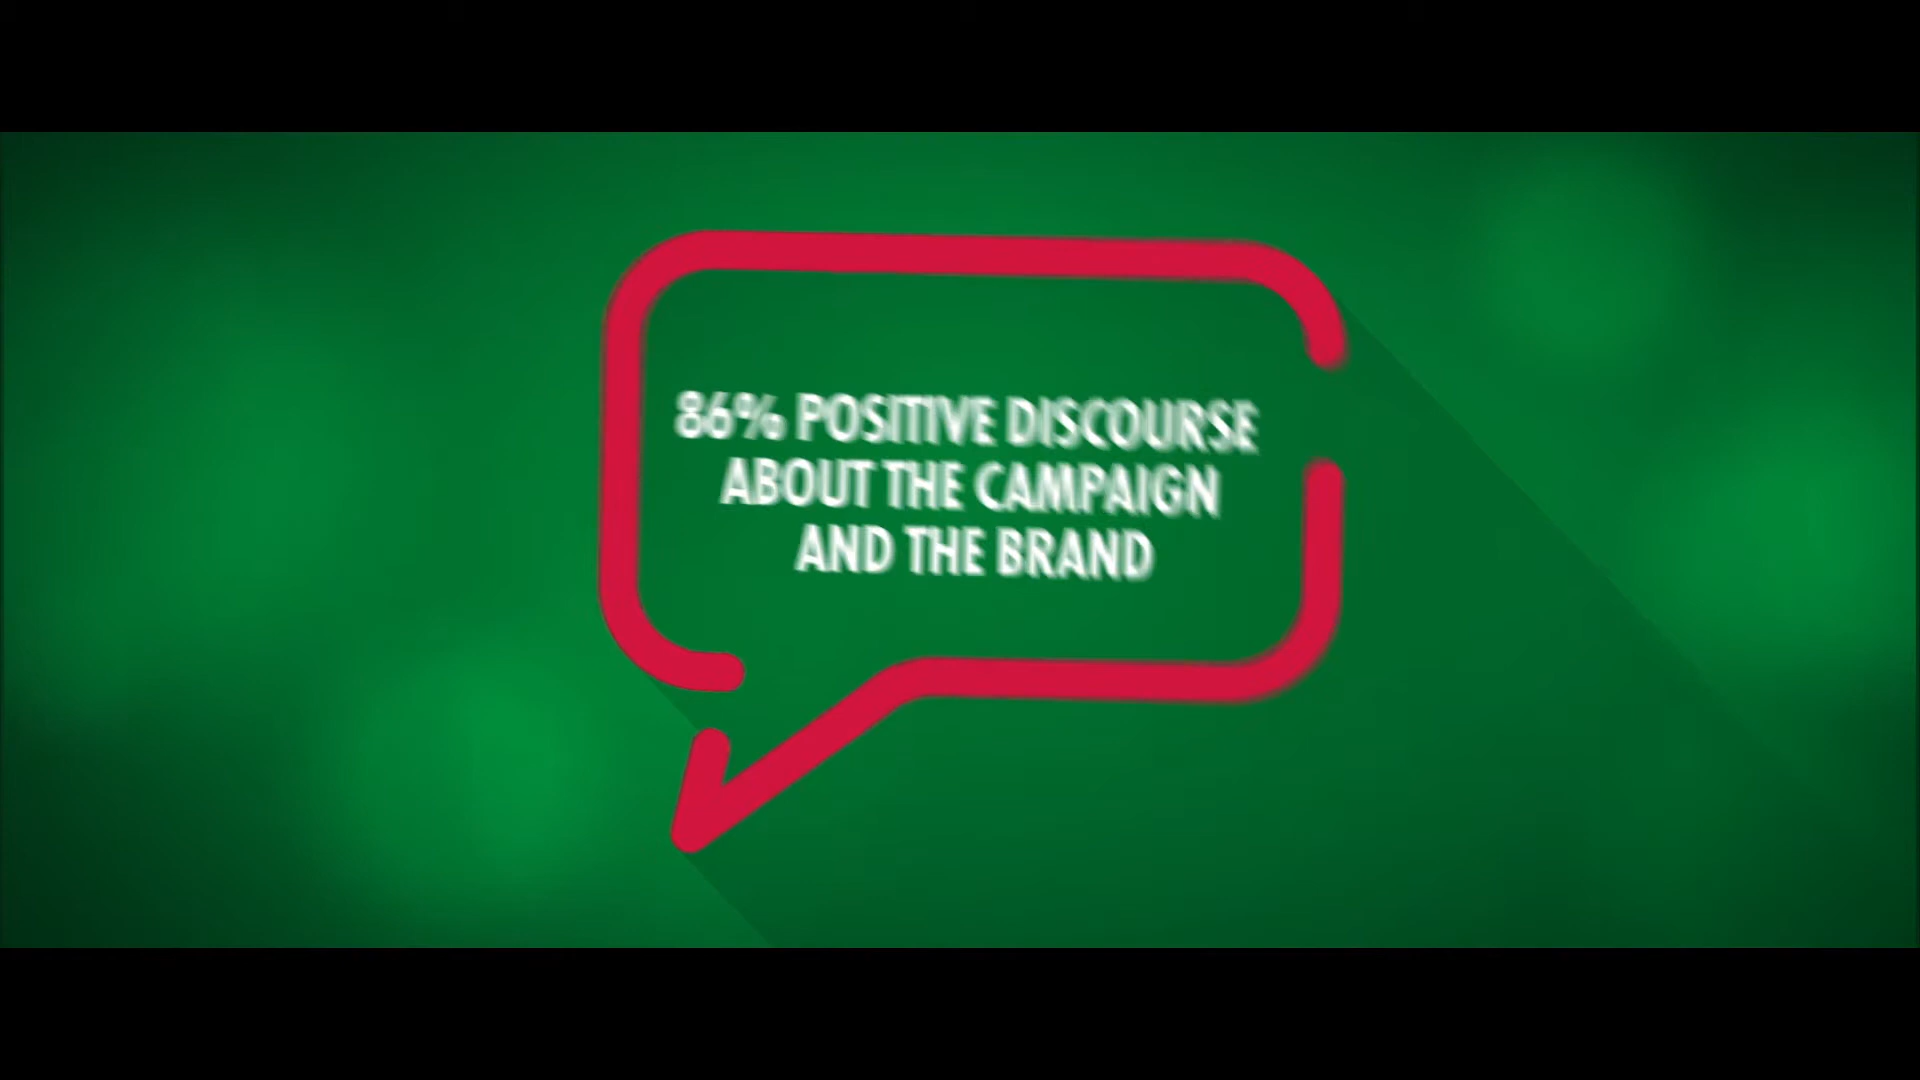 86% POSITIVE DISCOURSE
ABOUT THE CAMPAIGN
AND THE BRAND